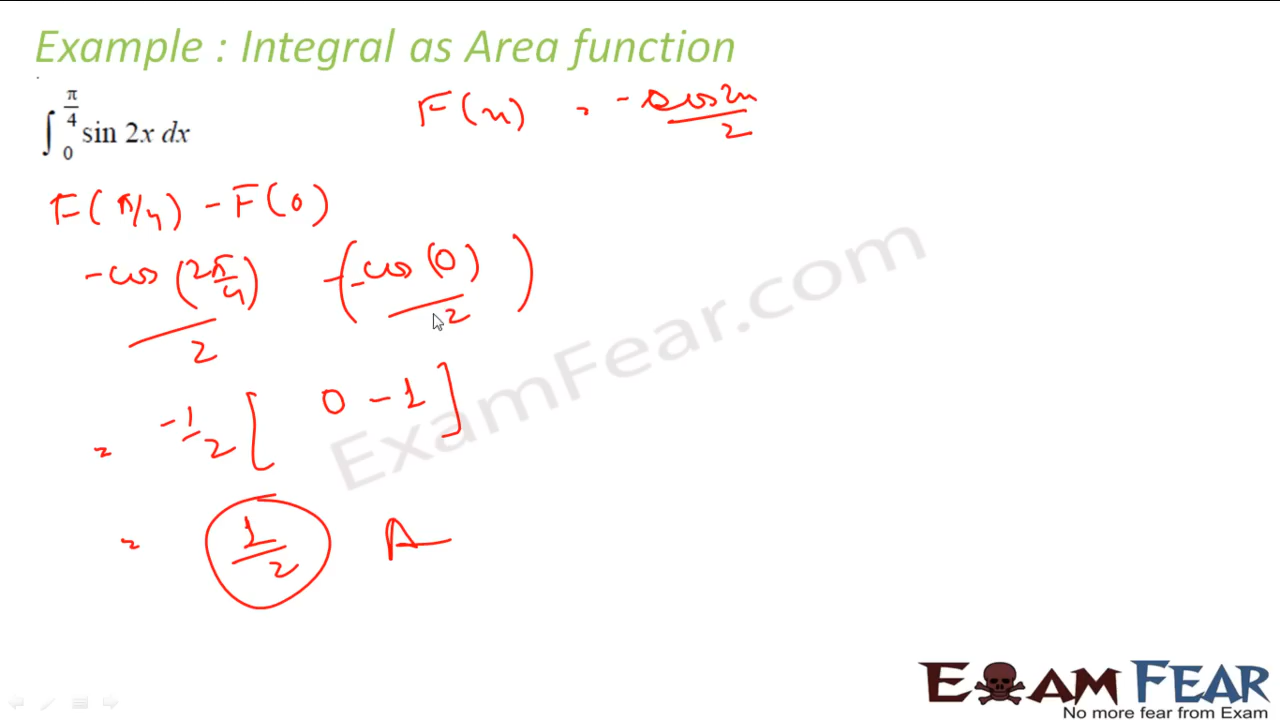 Example : Integral as Area function
∫₀^(π/4) sin 2x dx
F(x) = -cos2x/2
F(π/4) - F(0)
-cos(2π/4)/2 -(-cos(0)/2)
= -1/2 [ 0 - 1 ]
= 1/2 A
ExamFear.com
EXAM FEAR
No more fear from Exam